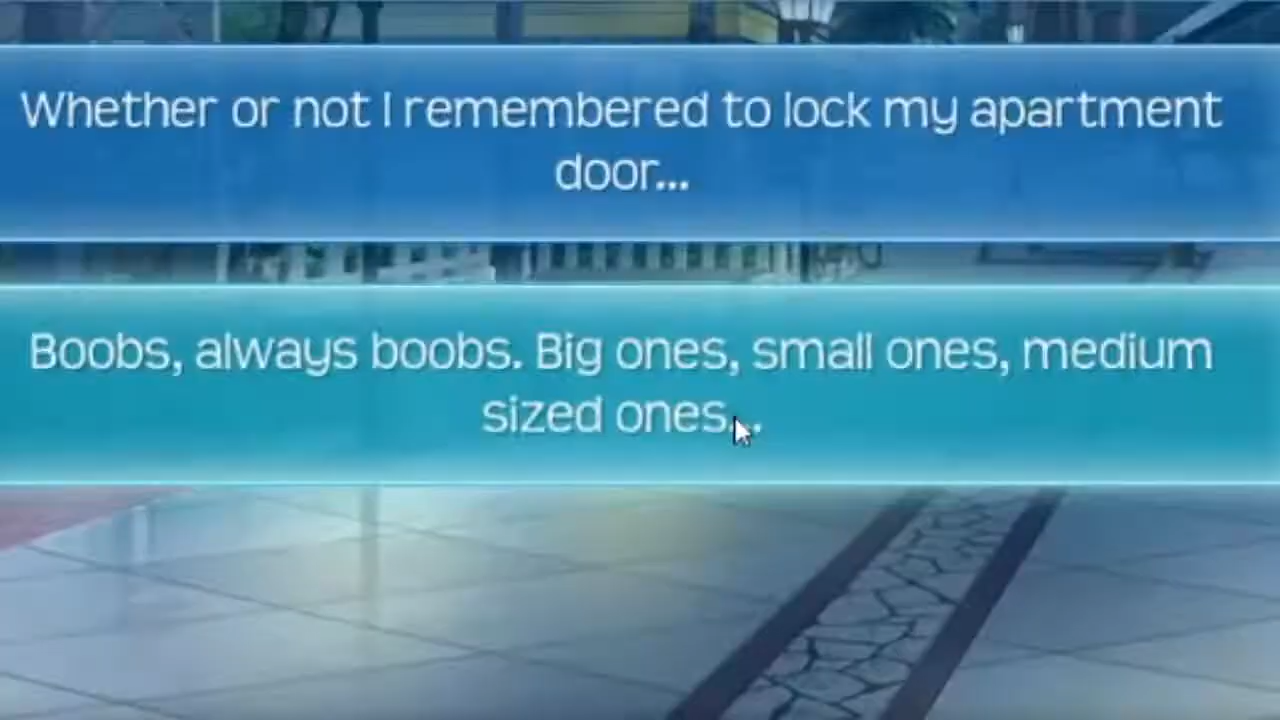 Whether or not I remembered to lock my apartment
door...
Boobs, always boobs. Big ones, small ones, medium
sized ones...